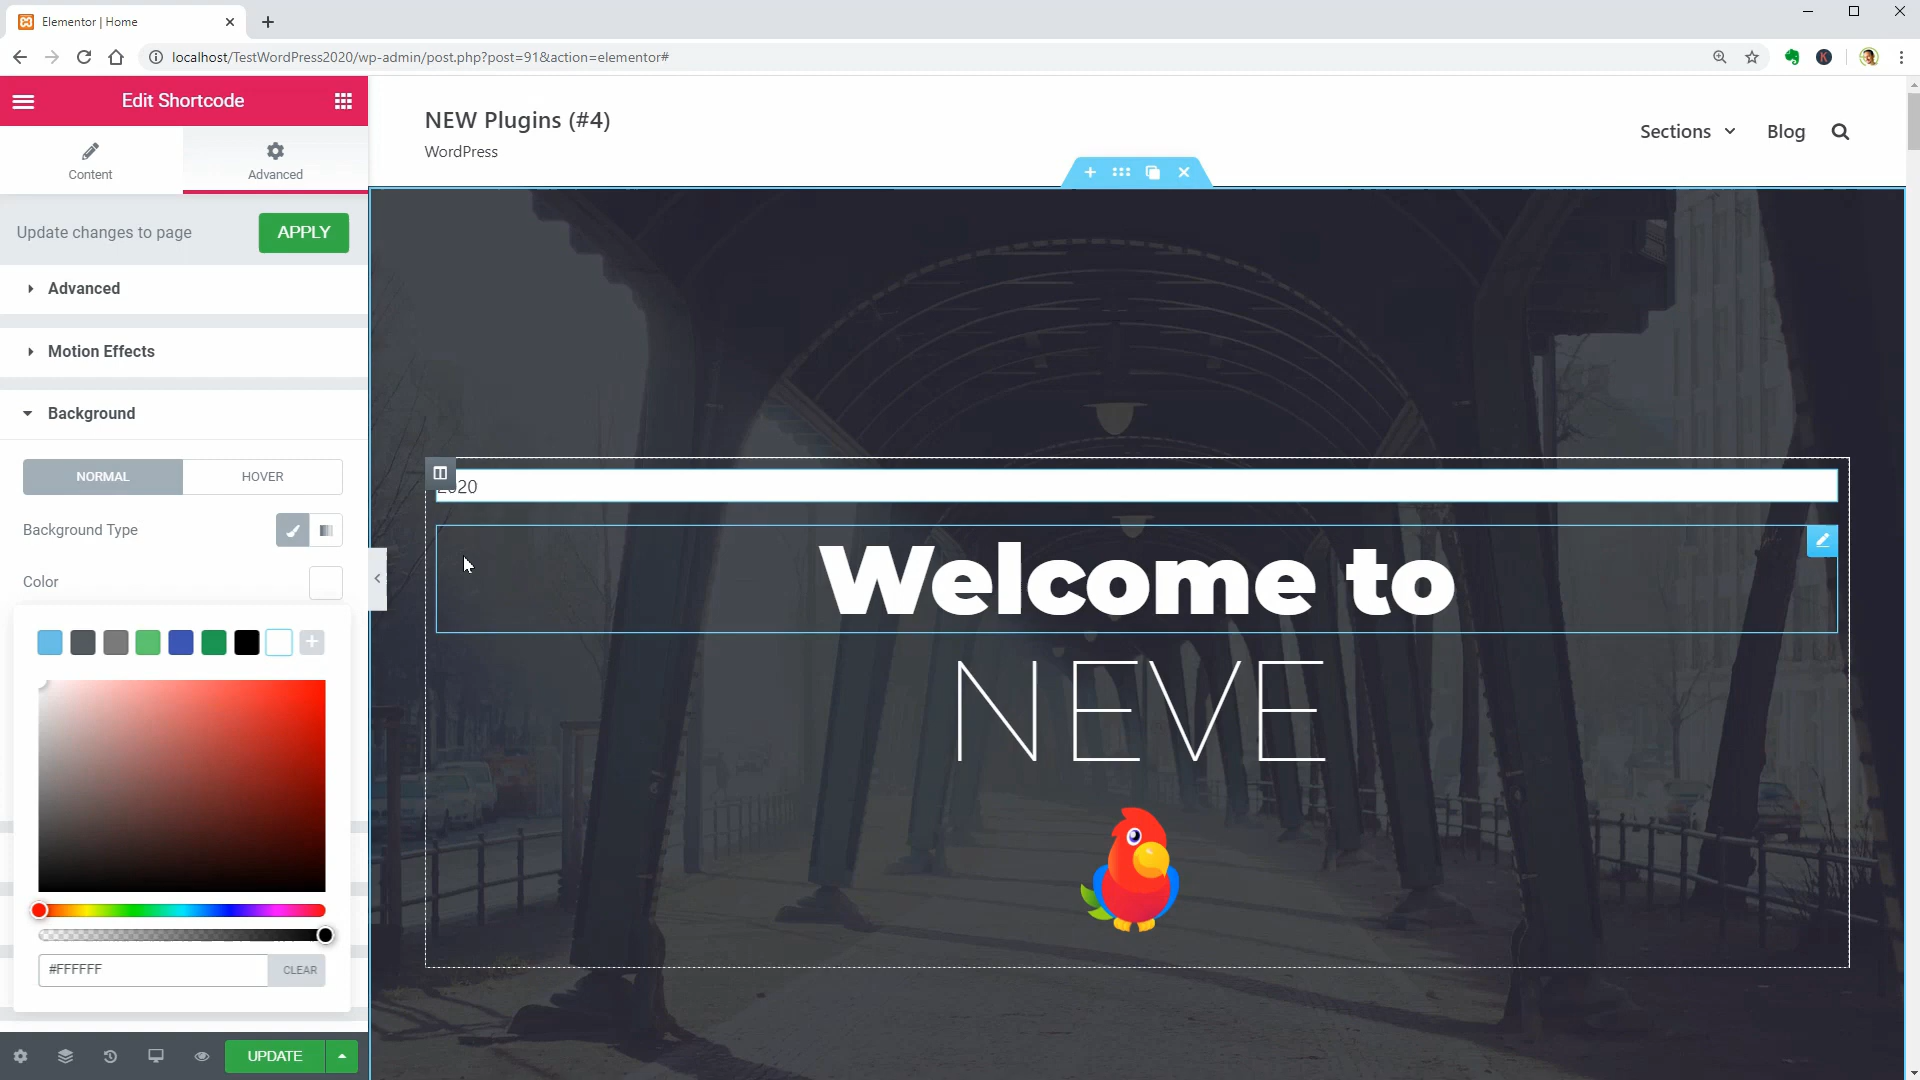 Elementor | Home
localhost/TestWordPress2020/wp-admin/post.php?post=91&action=elementor#
Edit Shortcode
Content
Advanced
Update changes to page
APPLY
Advanced
Motion Effects
Background
NORMAL
HOVER
Background Type
Color
#FFFFFF
CLEAR
UPDATE
NEW Plugins (#4)
WordPress
Sections
Blog
2020
Welcome to
NEVE